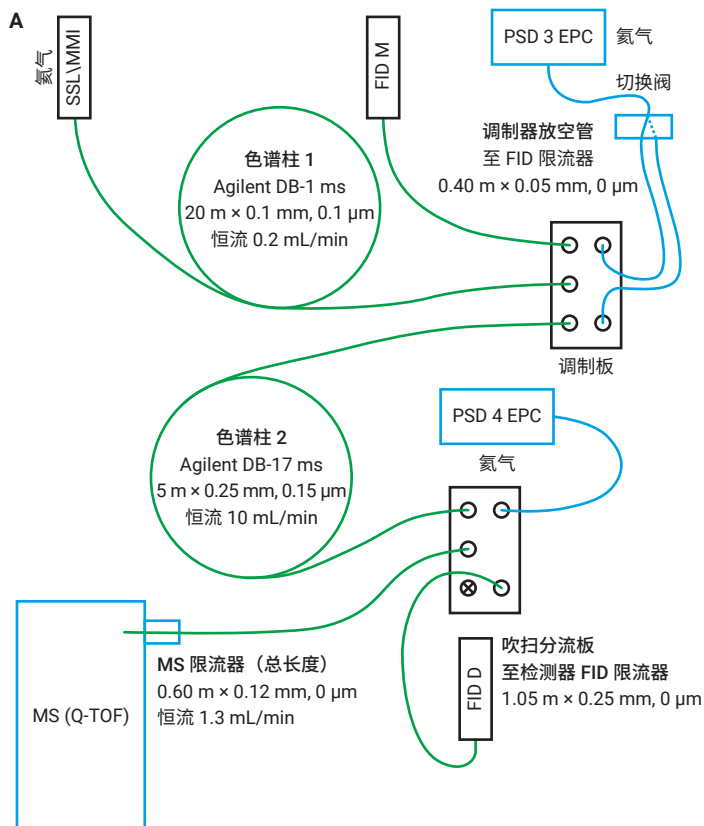 A
氦气
SSL\MMI
FID M
PSD 3 EPC
氦气
切换阀
调制器放空管
至 FID 限流器
0.40 m × 0.05 mm, 0 µm
色谱柱 1
Agilent DB-1 ms
20 m × 0.1 mm, 0.1 µm
恒流 0.2 mL/min
调制板
色谱柱 2
Agilent DB-17 ms
5 m × 0.25 mm, 0.15 µm
恒流 10 mL/min
PSD 4 EPC
氦气
MS (Q-TOF)
MS 限流器（总长度）
0.60 m × 0.12 mm, 0 µm
恒流 1.3 mL/min
FID D
吹扫分流板
至检测器 FID 限流器
1.05 m × 0.25 mm, 0 µm